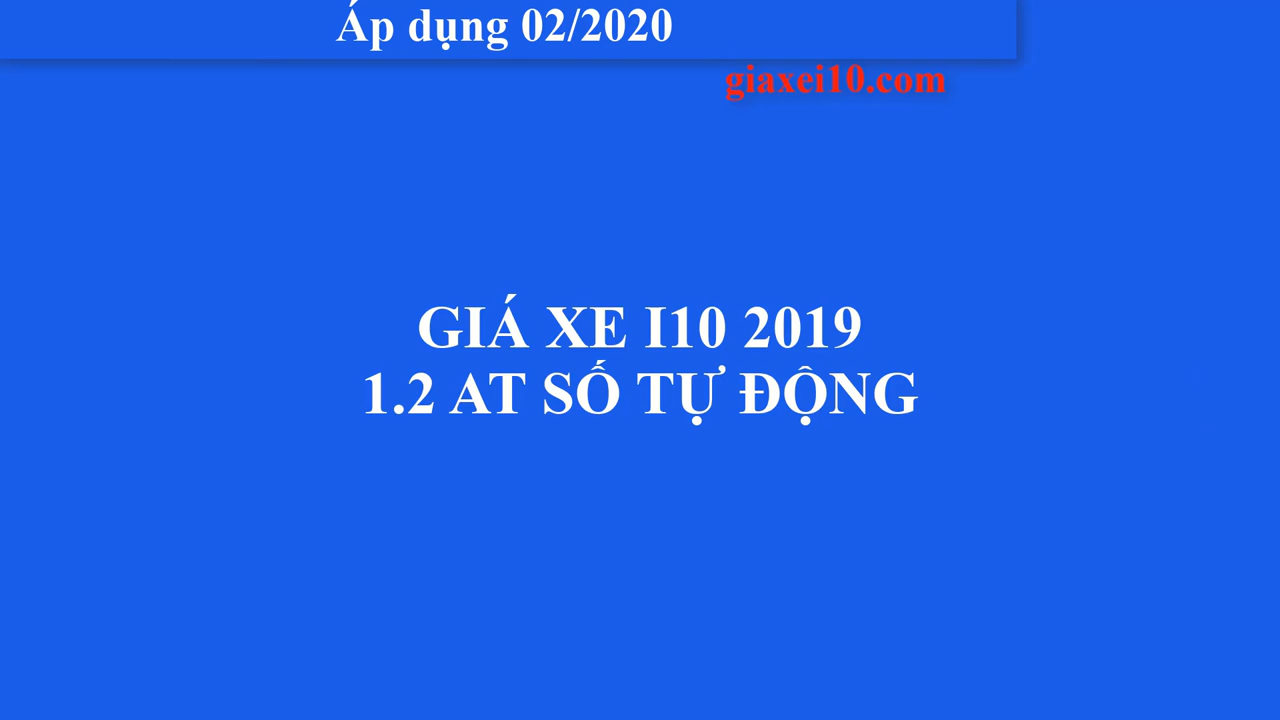 Áp dụng 02/2020
giaxei10.com
GIÁ XE I10 2019
1.2 AT SỐ TỰ ĐỘNG